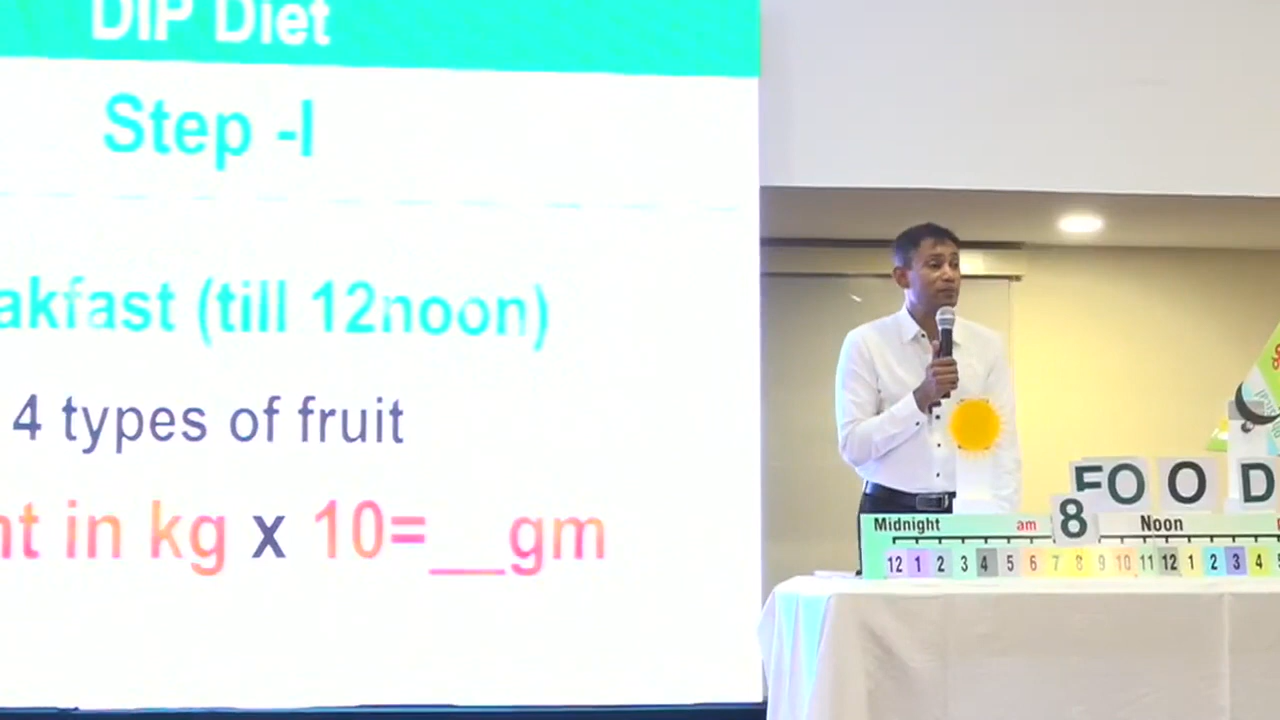 DIP Diet
Step -I
akfast (till 12noon)
4 types of fruit
nt in kg x 10=__gm
FOOD
8
Midnight am Noon
12 1 2 3 4 5 6 7 8 9 10 11 12 1 2 3 4